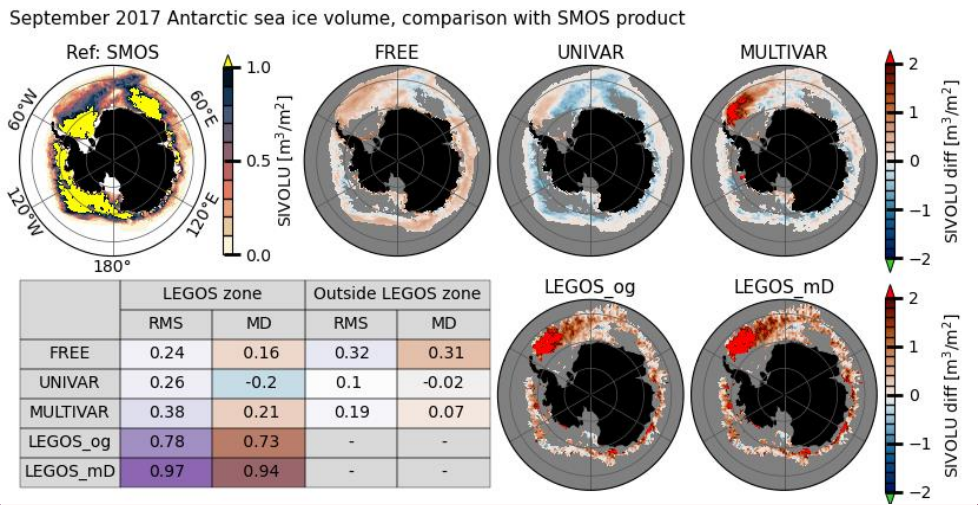 September 2017 Antarctic sea ice volume, comparison with SMOS product
Ref: SMOS
FREE
UNIVAR
MULTIVAR
60°W
60°E
120°W
120°E
180°
1.0
0.5
0.0
SIVOLU [m³/m²]
2
1
0
−1
−2
SIVOLU diff [m³/m²]
LEGOS zone Outside LEGOS zone
RMS MD RMS MD
FREE 0.24 0.16 0.32 0.31
UNIVAR 0.26 -0.2 0.1 -0.02
MULTIVAR 0.38 0.21 0.19 0.07
LEGOS_og 0.78 0.73 - -
LEGOS_mD 0.97 0.94 - -
LEGOS_og
LEGOS_mD
2
1
0
−1
−2
SIVOLU diff [m³/m²]